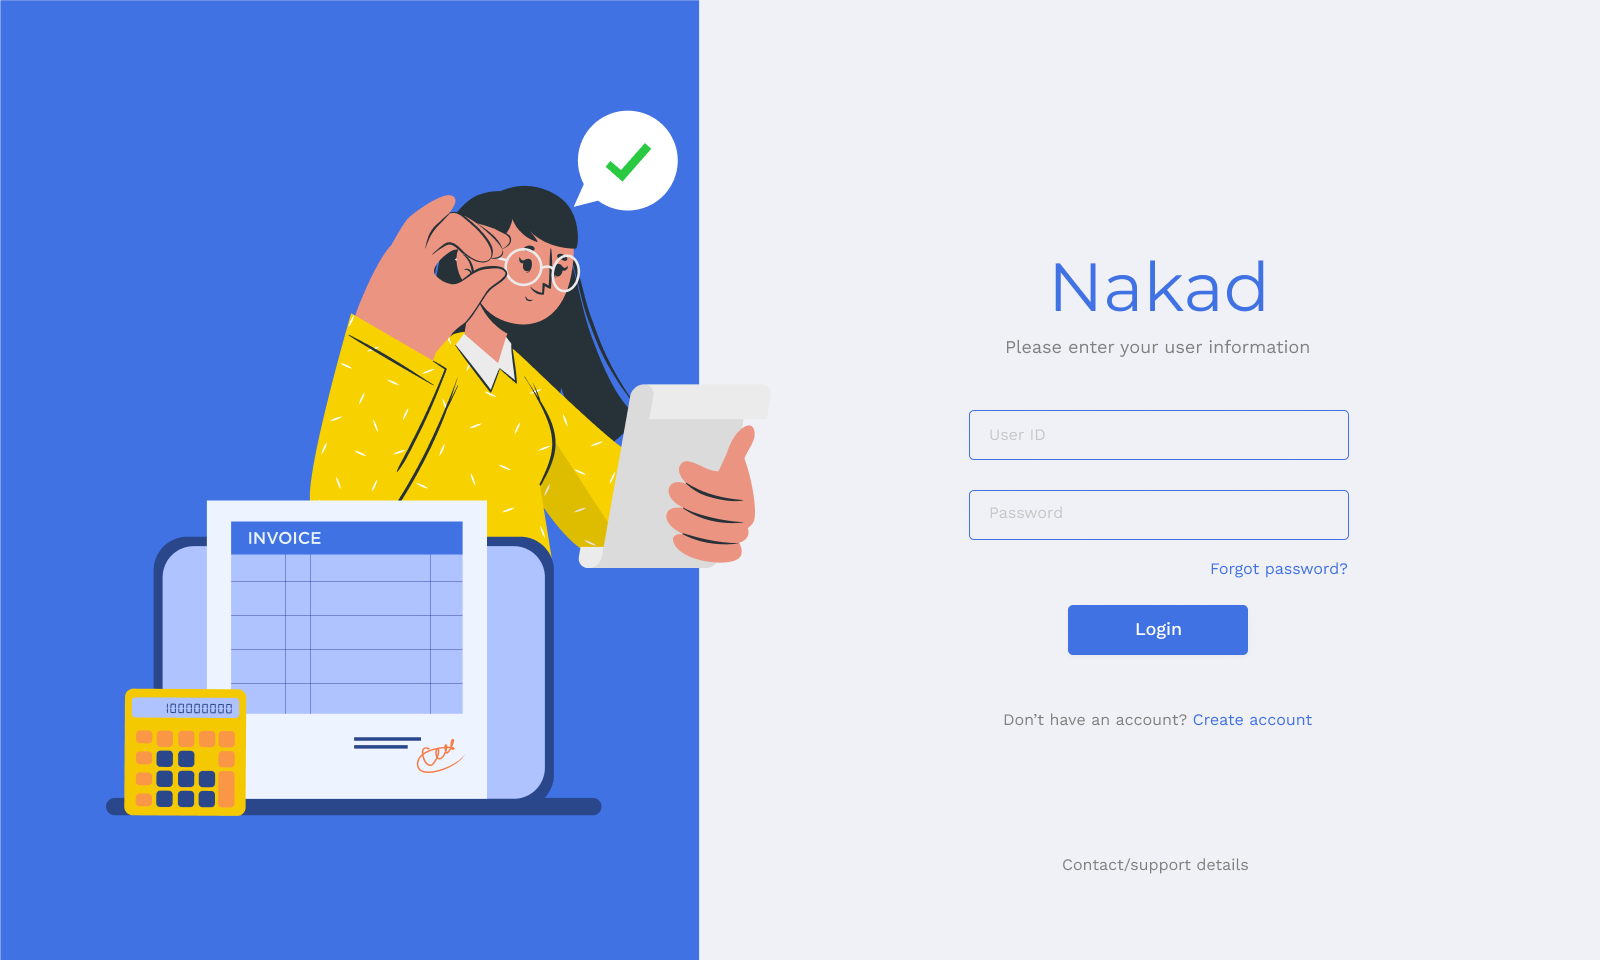 INVOICE
100000000
Nakad
Please enter your user information
User ID
Password
Forgot password?
Login
Don’t have an account? Create account
Contact/support details